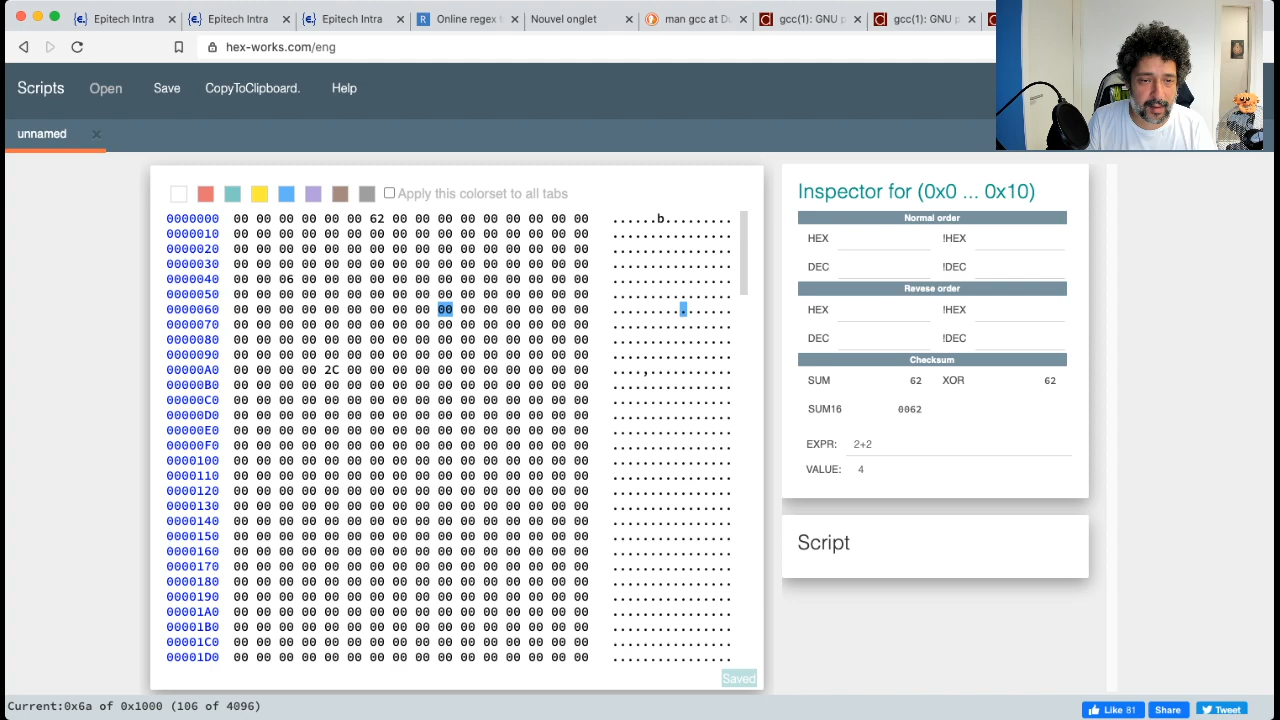 Epitech Intra
Epitech Intra
Epitech Intra
Online regex t
Nouvel onglet
man gcc at Du
gcc(1): GNU p
gcc(1): GNU p
hex-works.com/eng
Scripts Open Save CopyToClipboard. Help
unnamed
Apply this colorset to all tabs
0000000 00 00 00 00 00 00 62 00 00 00 00 00 00 00 00 00 ......b.........
0000010 00 00 00 00 00 00 00 00 00 00 00 00 00 00 00 00 ................
0000020 00 00 00 00 00 00 00 00 00 00 00 00 00 00 00 00 ................
0000030 00 00 00 00 00 00 00 00 00 00 00 00 00 00 00 00 ................
0000040 00 00 06 00 00 00 00 00 00 00 00 00 00 00 00 00 ................
0000050 00 00 00 00 00 00 00 00 00 00 00 00 00 00 00 00 ................
0000060 00 00 00 00 00 00 00 00 00 00 00 00 00 00 00 00 ................
0000070 00 00 00 00 00 00 00 00 00 00 00 00 00 00 00 00 ................
0000080 00 00 00 00 00 00 00 00 00 00 00 00 00 00 00 00 ................
0000090 00 00 00 00 00 00 00 00 00 00 00 00 00 00 00 00 ................
00000A0 00 00 00 00 2C 00 00 00 00 00 00 00 00 00 00 00 ....,...........
00000B0 00 00 00 00 00 00 00 00 00 00 00 00 00 00 00 00 ................
00000C0 00 00 00 00 00 00 00 00 00 00 00 00 00 00 00 00 ................
00000D0 00 00 00 00 00 00 00 00 00 00 00 00 00 00 00 00 ................
00000E0 00 00 00 00 00 00 00 00 00 00 00 00 00 00 00 00 ................
00000F0 00 00 00 00 00 00 00 00 00 00 00 00 00 00 00 00 ................
0000100 00 00 00 00 00 00 00 00 00 00 00 00 00 00 00 00 ................
0000110 00 00 00 00 00 00 00 00 00 00 00 00 00 00 00 00 ................
0000120 00 00 00 00 00 00 00 00 00 00 00 00 00 00 00 00 ................
0000130 00 00 00 00 00 00 00 00 00 00 00 00 00 00 00 00 ................
0000140 00 00 00 00 00 00 00 00 00 00 00 00 00 00 00 00 ................
0000150 00 00 00 00 00 00 00 00 00 00 00 00 00 00 00 00 ................
0000160 00 00 00 00 00 00 00 00 00 00 00 00 00 00 00 00 ................
0000170 00 00 00 00 00 00 00 00 00 00 00 00 00 00 00 00 ................
0000180 00 00 00 00 00 00 00 00 00 00 00 00 00 00 00 00 ................
0000190 00 00 00 00 00 00 00 00 00 00 00 00 00 00 00 00 ................
00001A0 00 00 00 00 00 00 00 00 00 00 00 00 00 00 00 00 ................
00001B0 00 00 00 00 00 00 00 00 00 00 00 00 00 00 00 00 ................
00001C0 00 00 00 00 00 00 00 00 00 00 00 00 00 00 00 00 ................
00001D0 00 00 00 00 00 00 00 00 00 00 00 00 00 00 00 00 ................
Saved
Inspector for (0x0 ... 0x10)
Normal order
HEX !HEX
DEC !DEC
Revese order
HEX !HEX
DEC !DEC
Checksum
SUM 62 XOR 62
SUM16 0062
EXPR: 2+2
VALUE: 4
Script
Current:0x6a of 0x1000 (106 of 4096)
Like 81
Share
Tweet